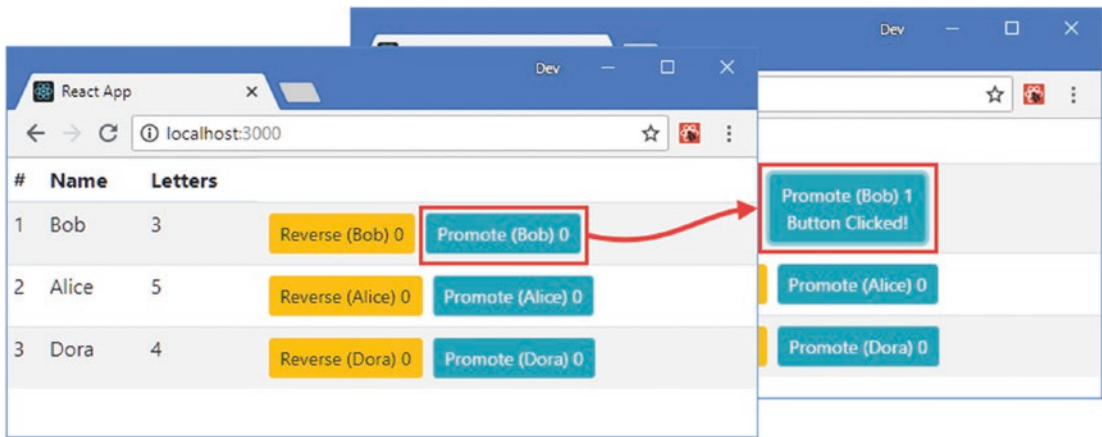 Dev
Dev
React App
localhost:3000
# Name Letters
1 Bob 3 Reverse (Bob) 0 Promote (Bob) 0
Promote (Bob) 1
Button Clicked!
2 Alice 5 Reverse (Alice) 0 Promote (Alice) 0
Promote (Alice) 0
3 Dora 4 Reverse (Dora) 0 Promote (Dora) 0
Promote (Dora) 0